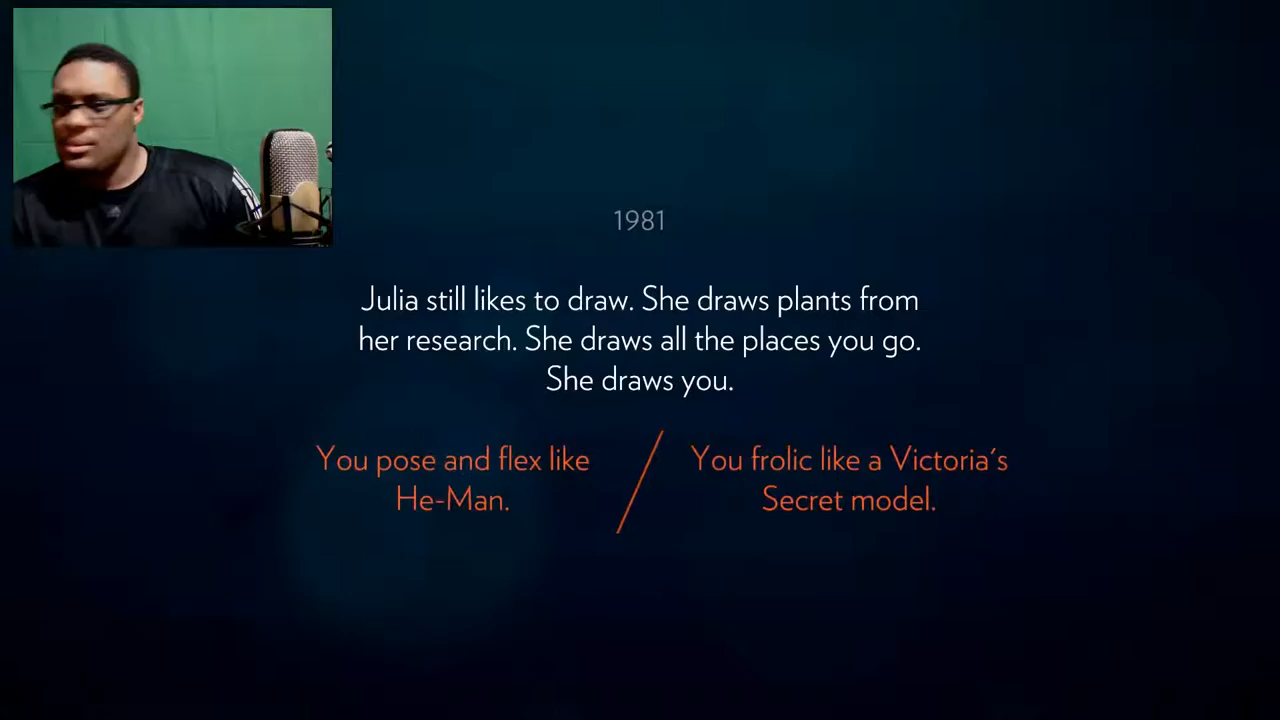 1981
Julia still likes to draw. She draws plants from
her research. She draws all the places you go.
She draws you.
You pose and flex like
He-Man.
You frolic like a Victoria's
Secret model.